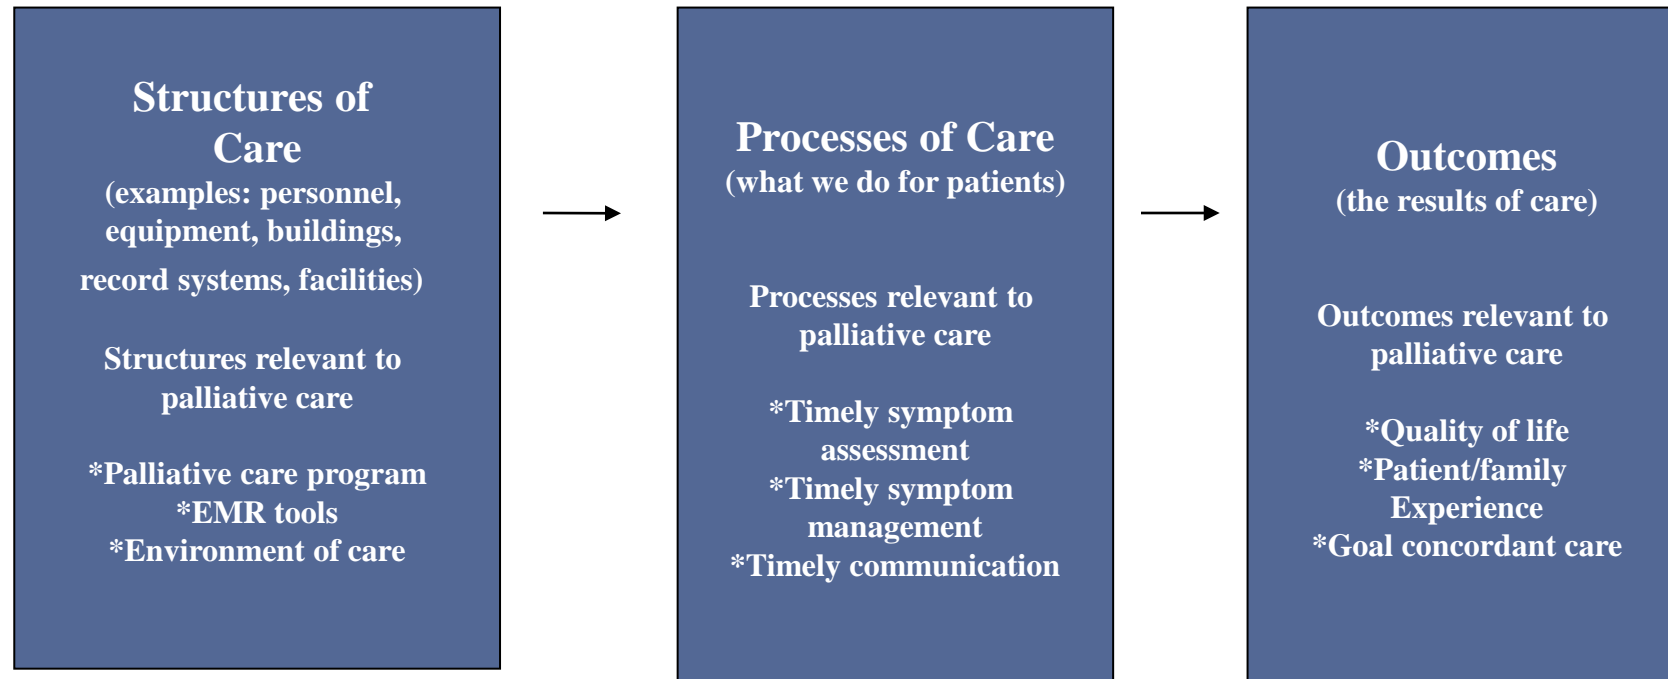 Structures of
Care
(examples: personnel,
equipment, buildings,
record systems, facilities)
Structures relevant to
palliative care
*Palliative care program
*EMR tools
*Environment of care
Processes of Care
(what we do for patients)
Processes relevant to
palliative care
*Timely symptom
assessment
*Timely symptom
management
*Timely communication
Outcomes
(the results of care)
Outcomes relevant to
palliative care
*Quality of life
*Patient/family
Experience
*Goal concordant care